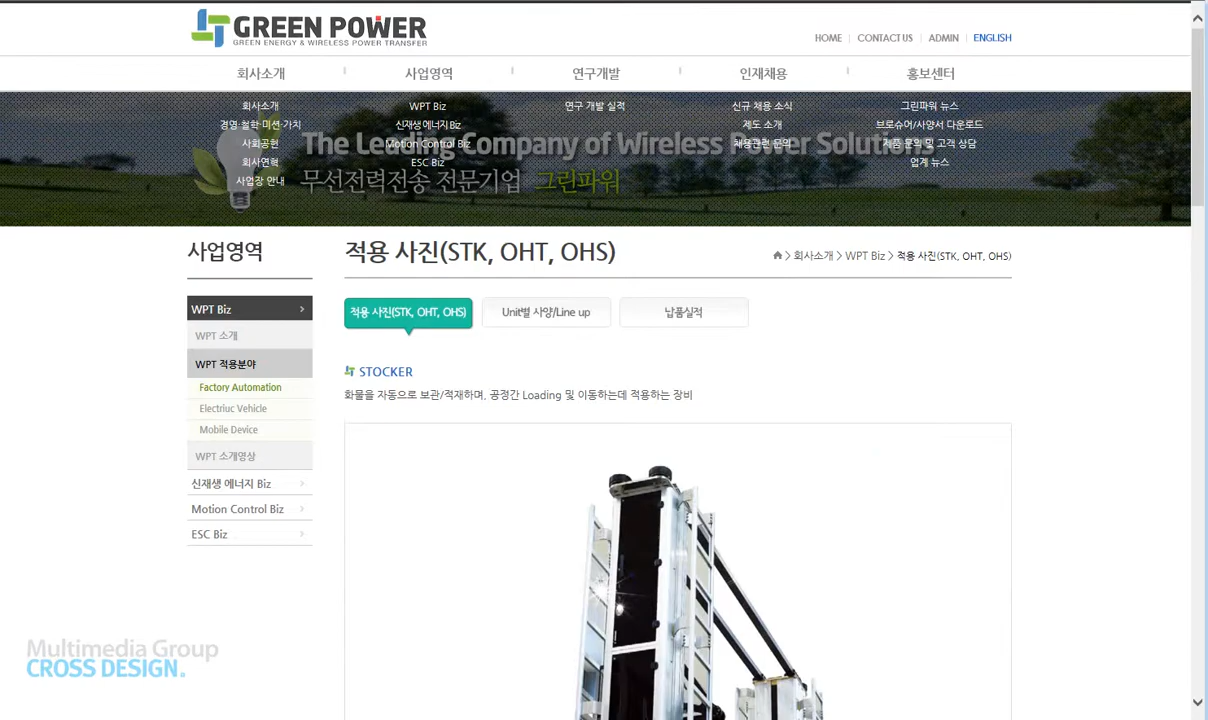 GREEN POWER
GREEN ENERGY & WIRELESS POWER TRANSFER
HOME CONTACT US ADMIN ENGLISH
회사소개 사업영역 연구개발 인재채용 홍보센터
회사소개 WPT Biz 연구 개발 실적 신규 채용 소식 그린파워 뉴스
경영·철학·미션·가치 신재생 에너지 Biz 제도 소개 브로슈어/사양서 다운로드
사회공헌 Motion Control Biz 채용관련 문의 제품 문의 및 고객 상담
The Leading Company of Wireless Power Solutions
회사연혁 ESC Biz 업계 뉴스
사업장 안내
무선전력전송 전문기업 그린파워
사업영역
적용 사진(STK, OHT, OHS)
> 회사소개 > WPT Biz > 적용 사진(STK, OHT, OHS)
WPT Biz
WPT 소개
WPT 적용분야
Factory Automation
Electriuc Vehicle
Mobile Device
WPT 소개영상
신재생 에너지 Biz
Motion Control Biz
ESC Biz
적용 사진(STK, OHT, OHS) Unit별 사양/Line up 납품실적
STOCKER
화물을 자동으로 보관/적재하며, 공정간 Loading 및 이동하는데 적용하는 장비
Multimedia Group
CROSS DESIGN.